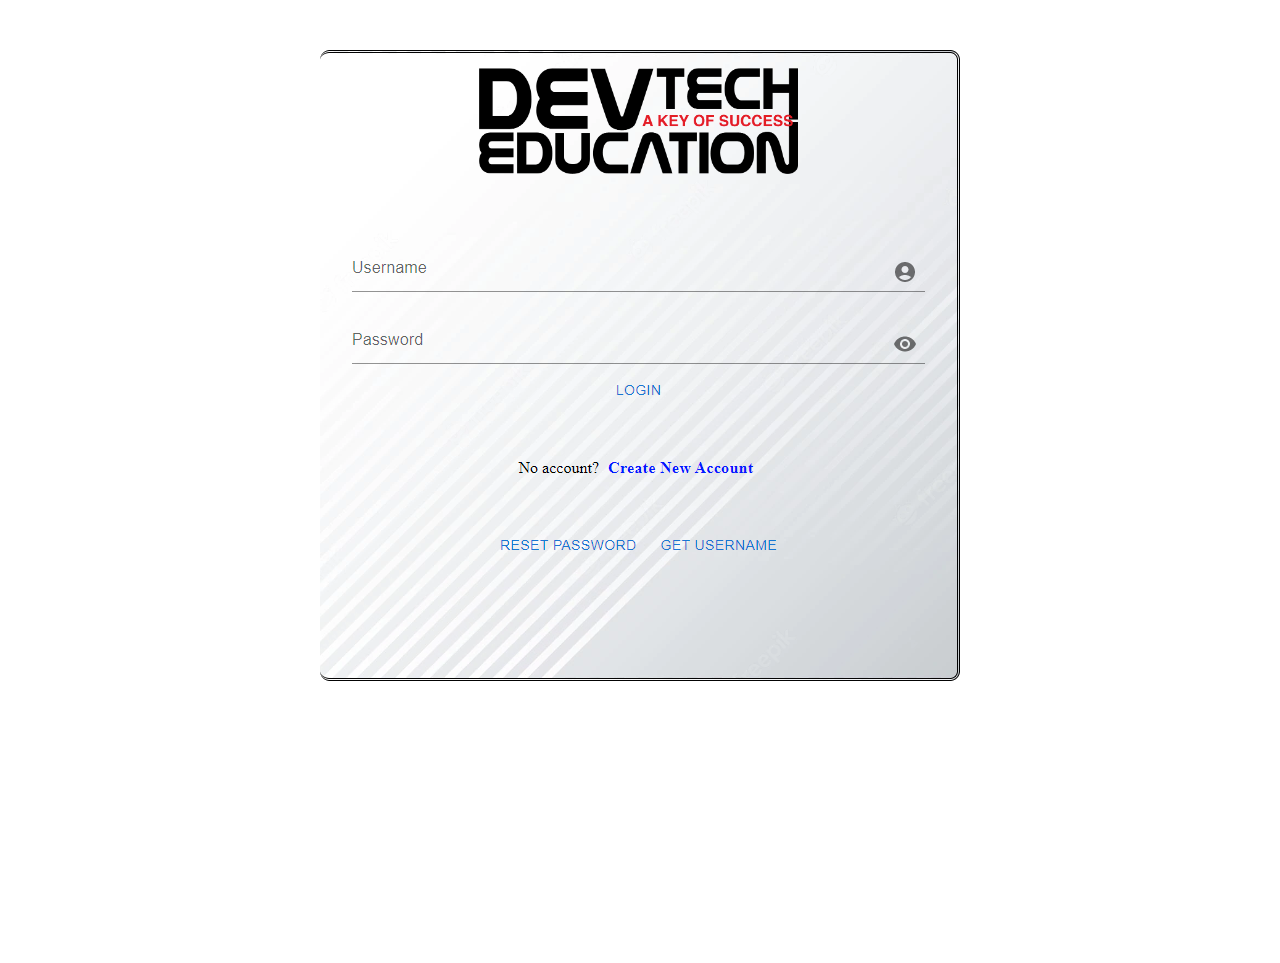 DEVTECH
A KEY OF SUCCESS
EDUCATION
Username
Password
LOGIN
No account? Create New Account
RESET PASSWORD GET USERNAME